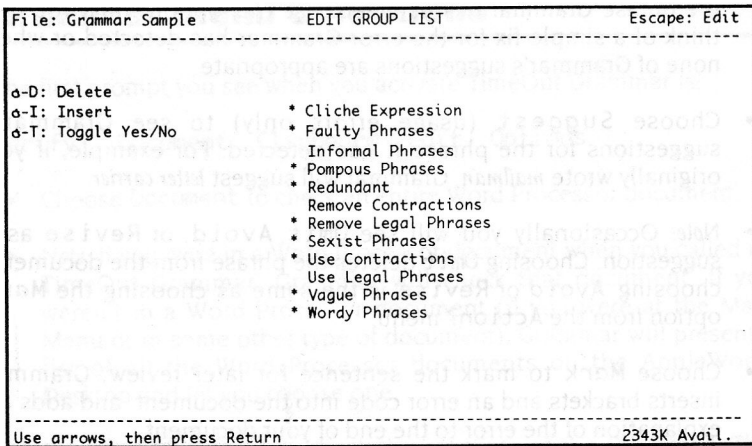 File: Grammar Sample EDIT GROUP LIST Escape: Edit
-D: Delete
-I: Insert * Cliche Expression
-T: Toggle Yes/No * Faulty Phrases
Informal Phrases
* Pompous Phrases
* Redundant
Remove Contractions
* Remove Legal Phrases
* Sexist Phrases
* Use Contractions
Use Legal Phrases
* Vague Phrases
* Wordy Phrases
Use arrows, then press Return 2343K Avail.